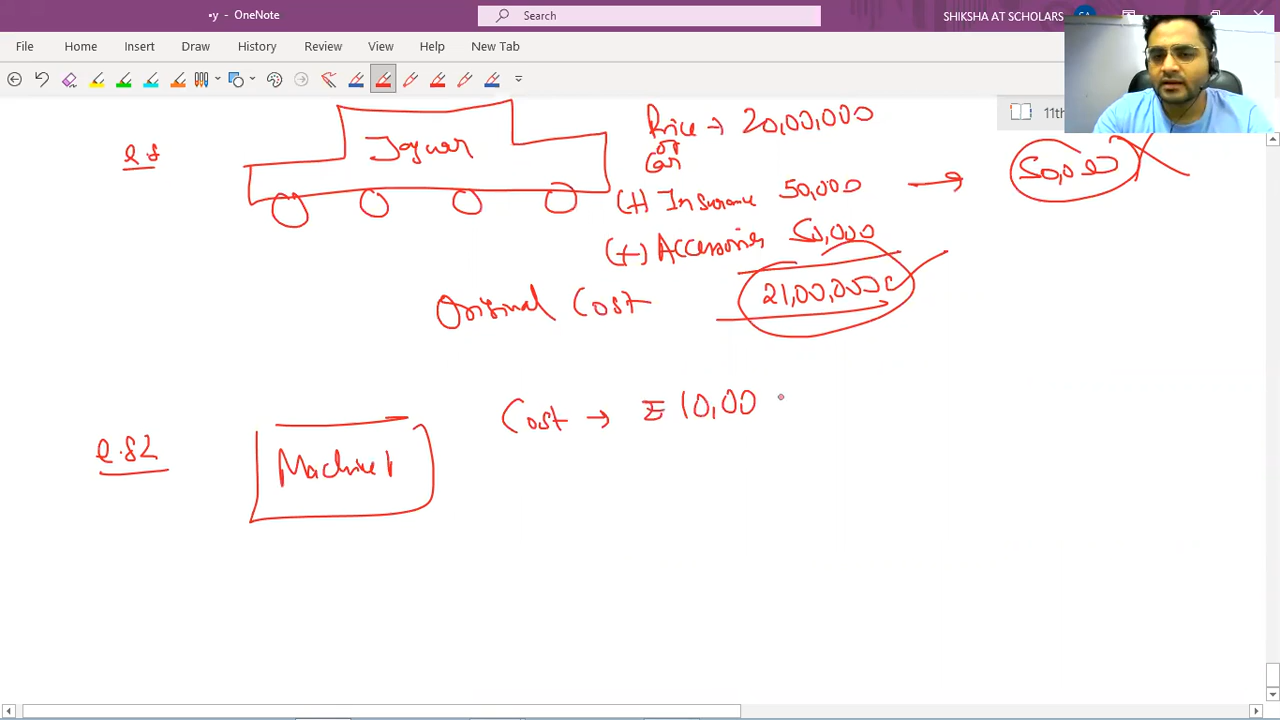 •y - OneNote
Search
SHIKSHA AT SCHOLARS
File Home Insert Draw History Review View Help New Tab
11th
e.g
Jaguar
Price → 20,00,000
of
Car
(+) Insurance 50,000 → 50,000
(+) Accessories 50,000
Original Cost 21,00,000
e.g2
Machine 1
Cost → ₹ 10,00